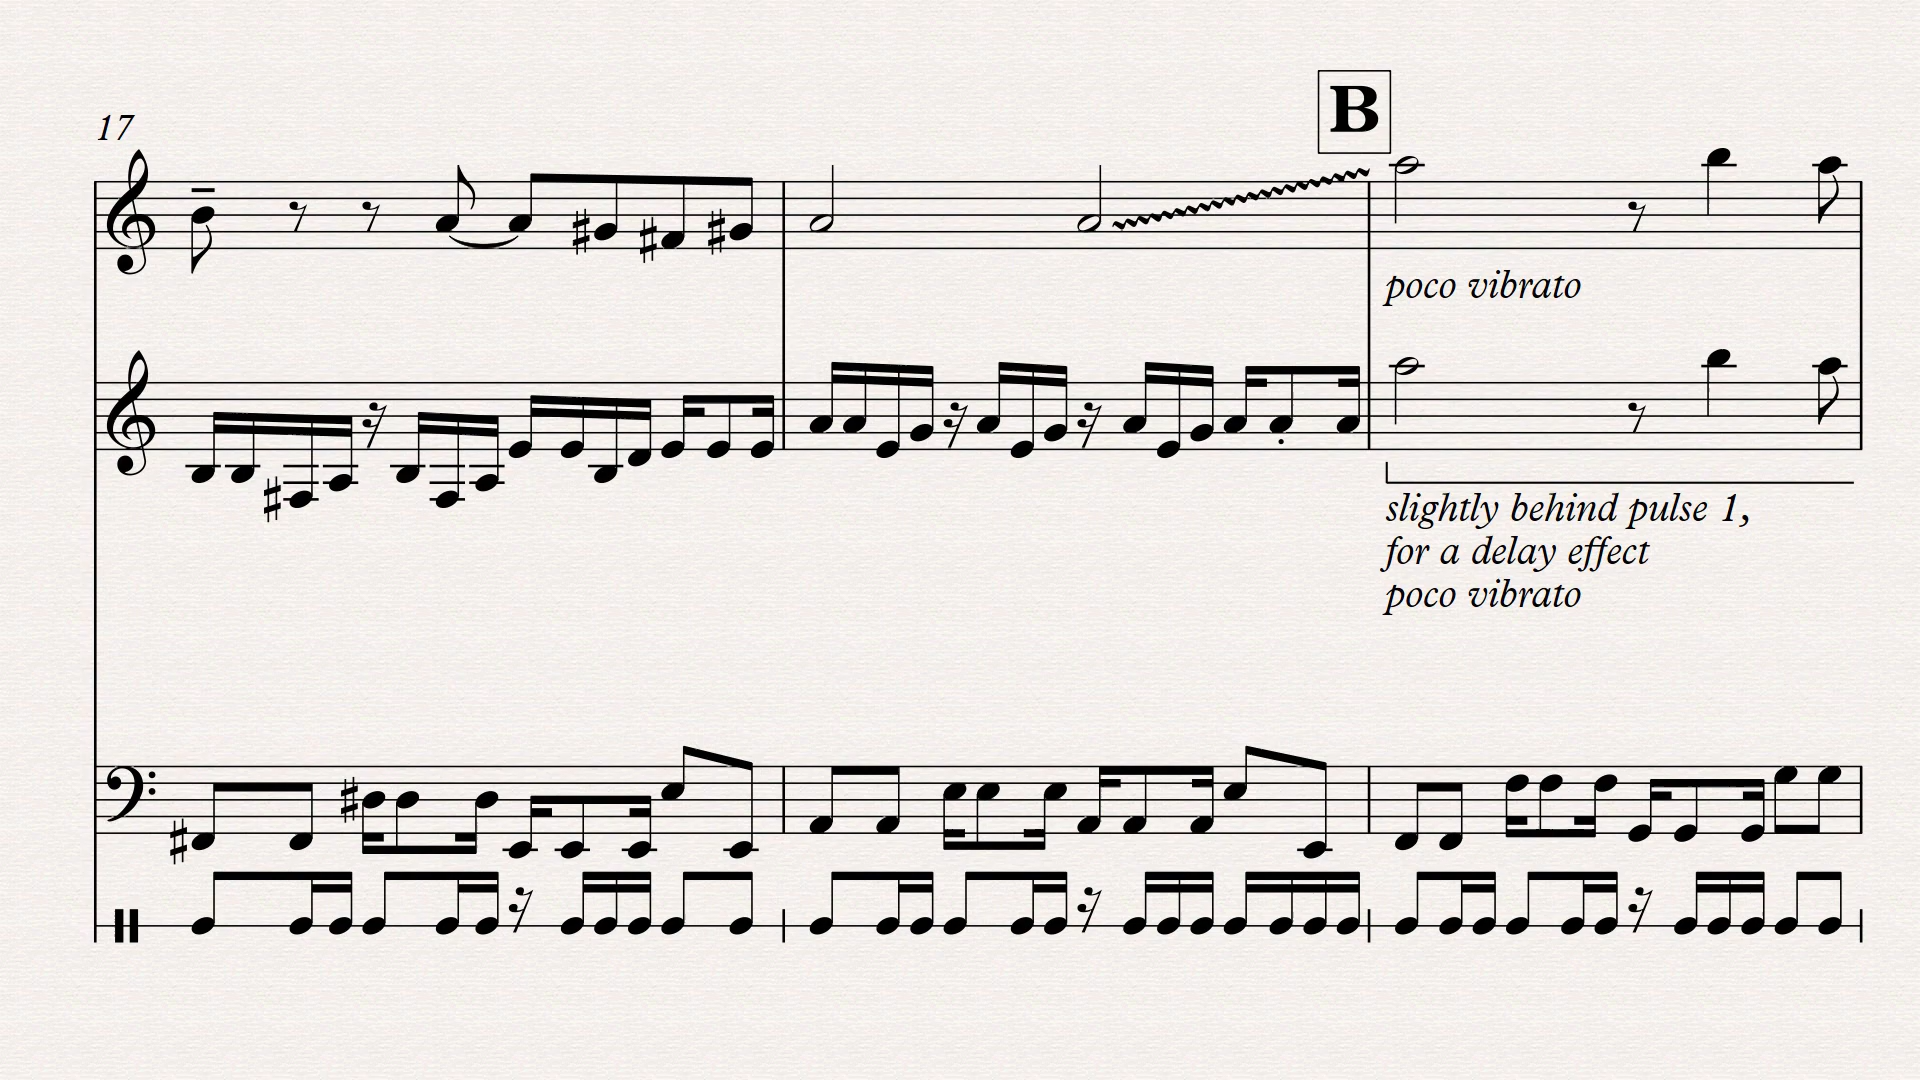 B
17
poco vibrato
slightly behind pulse 1,
for a delay effect
poco vibrato